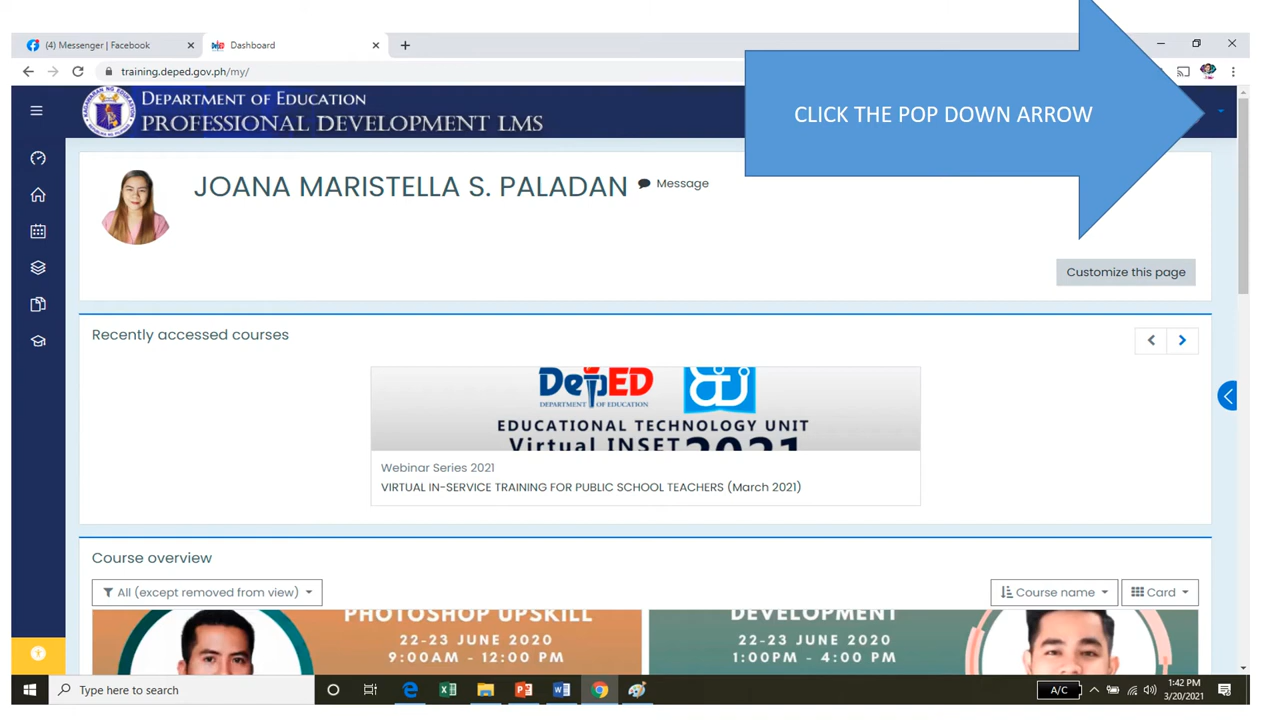 (4) Messenger | Facebook
Dashboard
training.deped.gov.ph/my/
DEPARTMENT OF EDUCATION
PROFESSIONAL DEVELOPMENT LMS
CLICK THE POP DOWN ARROW
JOANA MARISTELLA S. PALADAN
Message
Customize this page
Recently accessed courses
DepED
DEPARTMENT OF EDUCATION
EDUCATIONAL TECHNOLOGY UNIT
Virtual INSET 2021
Webinar Series 2021
VIRTUAL IN-SERVICE TRAINING FOR PUBLIC SCHOOL TEACHERS (March 2021)
Course overview
All (except removed from view)
Course name
Card
PHOTOSHOP UPSKILL
22-23 JUNE 2020
9:00AM - 12:00 PM
DEVELOPMENT
22-23 JUNE 2020
1:00PM - 4:00 PM
Type here to search
A/C
1:42 PM
3/20/2021